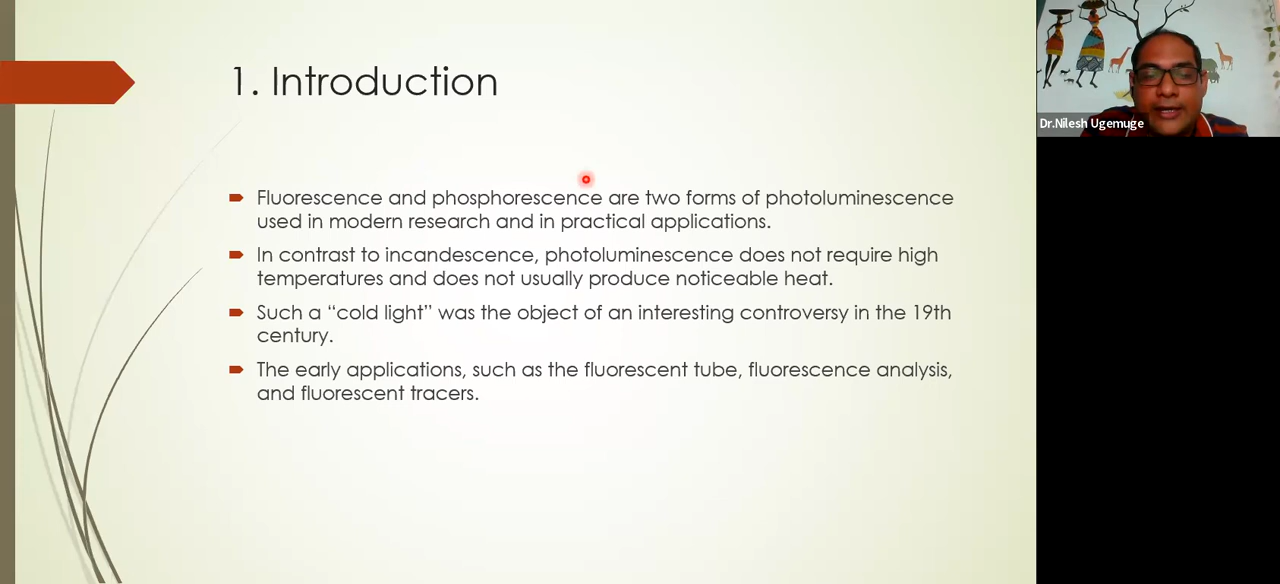 1. Introduction
Fluorescence and phosphorescence are two forms of photoluminescence
used in modern research and in practical applications.
In contrast to incandescence, photoluminescence does not require high
temperatures and does not usually produce noticeable heat.
Such a “cold light” was the object of an interesting controversy in the 19th
century.
The early applications, such as the fluorescent tube, fluorescence analysis,
and fluorescent tracers.
Dr.Nilesh Ugemuge